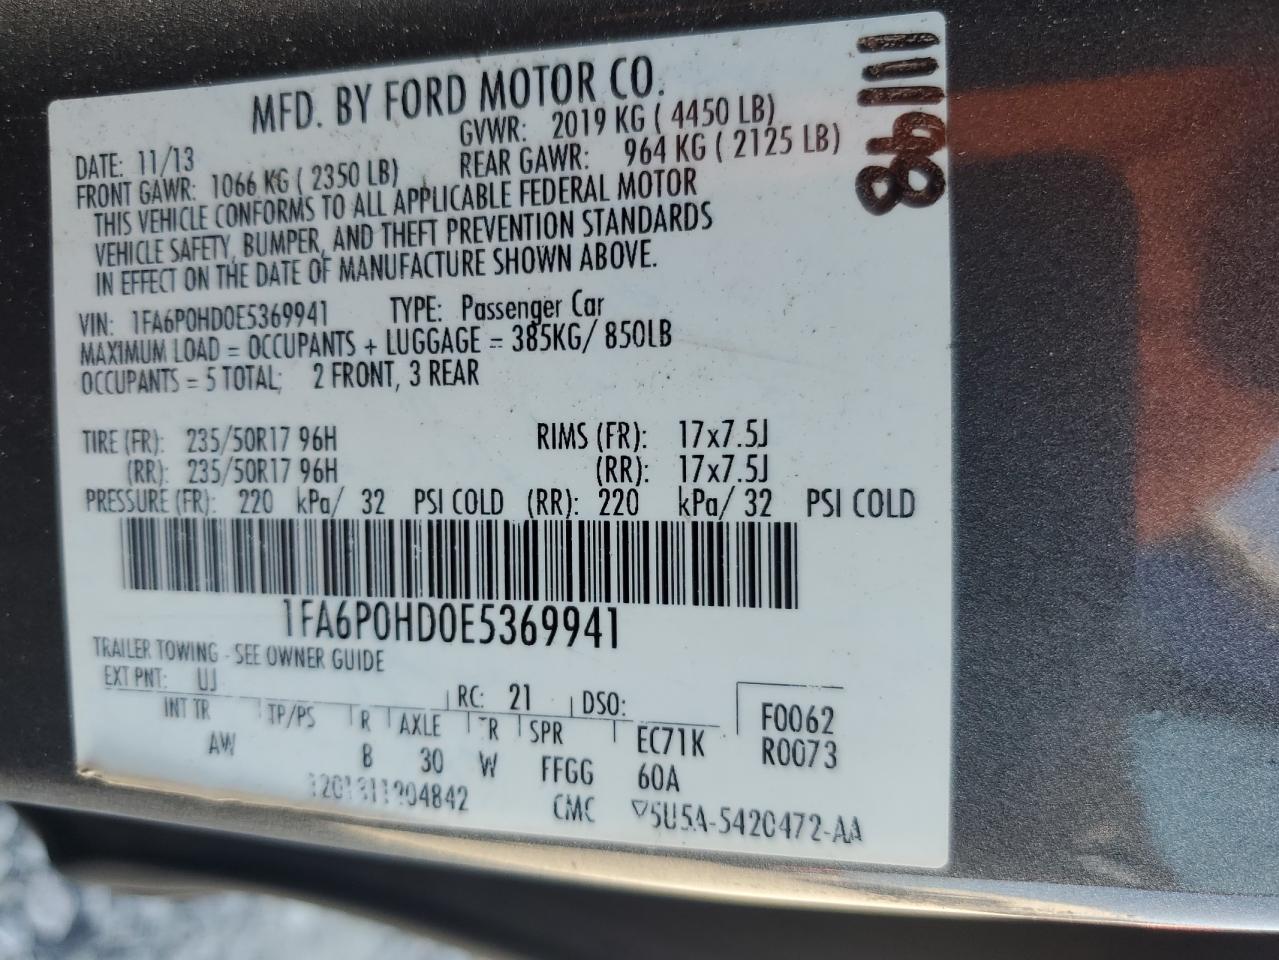 MFD. BY FORD MOTOR CO.
DATE: 11/13 GVWR: 2019 KG ( 4450 LB)
FRONT GAWR: 1066 KG ( 2350 LB) REAR GAWR: 964 KG ( 2125 LB)
THIS VEHICLE CONFORMS TO ALL APPLICABLE FEDERAL MOTOR
VEHICLE SAFETY, BUMPER, AND THEFT PREVENTION STANDARDS
IN EFFECT ON THE DATE OF MANUFACTURE SHOWN ABOVE.
VIN: 1FA6P0HD0E5369941 TYPE: Passenger Car
MAXIMUM LOAD = OCCUPANTS + LUGGAGE = 385KG/ 850LB
OCCUPANTS = 5 TOTAL; 2 FRONT, 3 REAR
TIRE (FR): 235/50R17 96H RIMS (FR): 17x7.5J
(RR): 235/50R17 96H (RR): 17x7.5J
PRESSURE (FR): 220 kPa/ 32 PSI COLD (RR): 220 kPa/ 32 PSI COLD
1FA6P0HD0E5369941
TRAILER TOWING - SEE OWNER GUIDE
EXT PNT: UJ RC: 21 DSO: F0062
INT TR TP/PS R AXLE TR SPR EC71K R0073
AW B 30 W FFGG 60A
CMC ▽5U5A-5420472-AA
11198